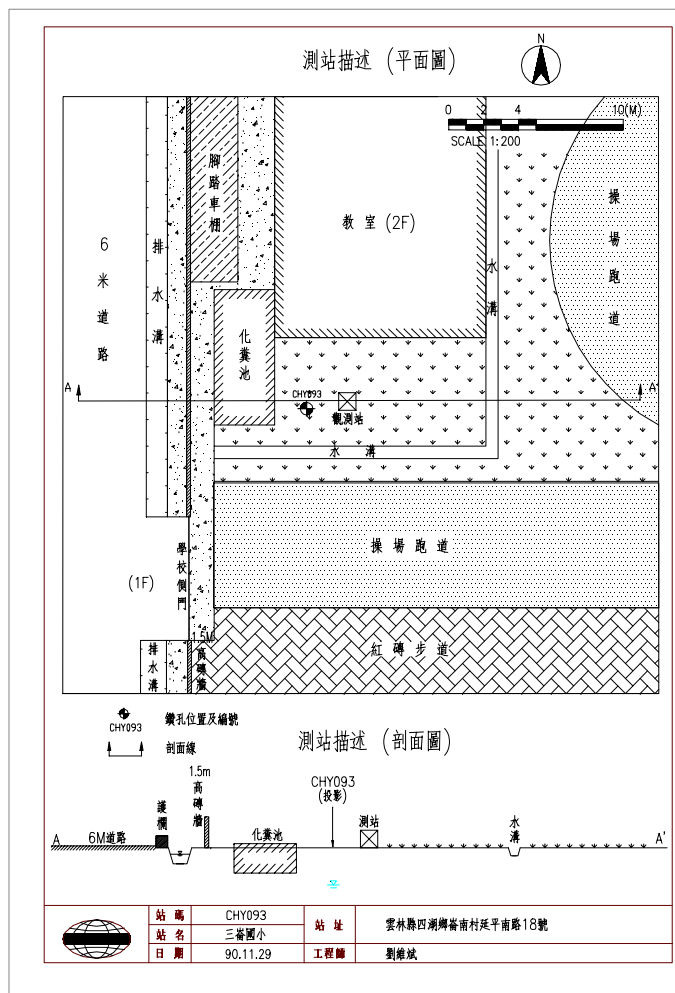 測站描述 (平面圖)
N
0 2 4 10(M)
SCALE 1:200
腳踏車棚
教室(2F)
操場跑道
6米道路
排水溝
水溝
化糞池
A
A'
CHY093
觀測站
水溝
操場跑道
學校側門
(1F)
1.5M
高磚牆
排水溝
紅磚步道
CHY093
鑽孔位置及編號
剖面線
測站描述 (剖面圖)
1.5m
高磚牆
護欄
CHY093
(投影)
測站
水溝
A
6M道路
化糞池
A'
站碼 CHY093
站名 三崙國小
日期 90.11.29
站址 雲林縣四湖鄉崙南村延平南路18號
工程師 劉維斌